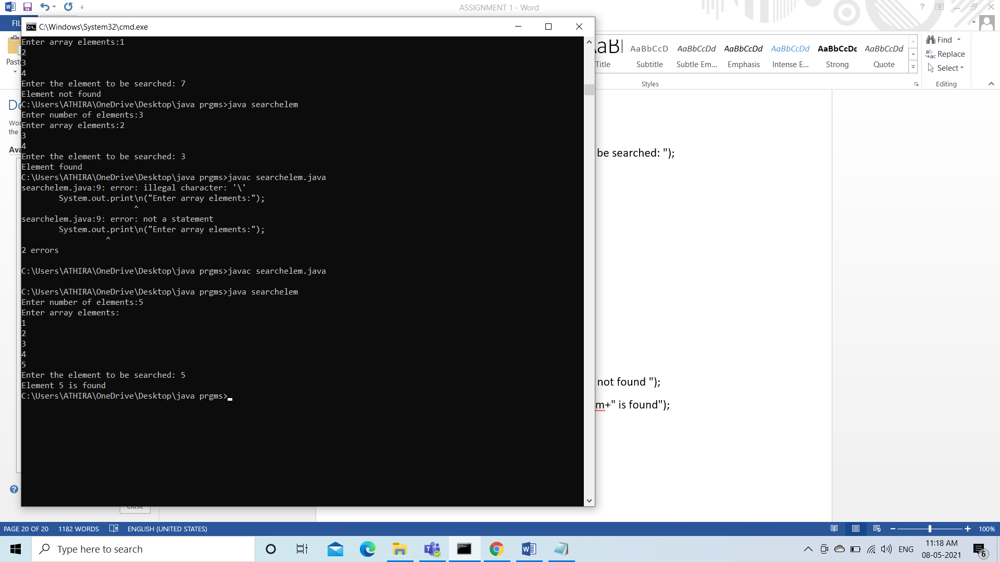 ASSIGNMENT 1 - Word
FIL
C:\Windows\System32\cmd.exe
Paste
Enter array elements:1
2
3
4
Enter the element to be searched: 7
Element not found
C:\Users\ATHIRA\OneDrive\Desktop\java prgms>java searchelem
Enter number of elements:3
Enter array elements:2
3
4
Enter the element to be searched: 3
Element found
C:\Users\ATHIRA\OneDrive\Desktop\java prgms>javac searchelem.java
searchelem.java:9: error: illegal character: '\'
System.out.print\n("Enter array elements:");
^
searchelem.java:9: error: not a statement
System.out.print\n("Enter array elements:");
^
2 errors
C:\Users\ATHIRA\OneDrive\Desktop\java prgms>javac searchelem.java
C:\Users\ATHIRA\OneDrive\Desktop\java prgms>java searchelem
Enter number of elements:5
Enter array elements:
1
2
3
4
5
Enter the element to be searched: 5
Element 5 is found
C:\Users\ATHIRA\OneDrive\Desktop\java prgms>
Do
Wor
the
Ava
Close
aBl AaBbCcD AaBbCcDd AaBbCcDd AaBbCcDd AaBbCcDc AaBbCcDd
Title Subtitle Subtle Em... Emphasis Intense E... Strong Quote
Styles
Find
Replace
Select
Editing
be searched: ");
not found ");
m+" is found");
PAGE 20 OF 20 1182 WORDS ENGLISH (UNITED STATES) 100%
Type here to search
ENG
11:18 AM
08-05-2021
6